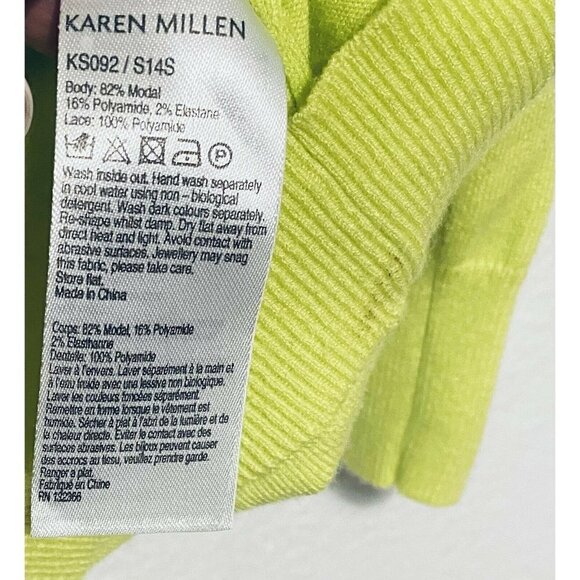 KAREN MILLEN
KS092 / S14S
Body: 82% Modal
16% Polyamide, 2% Elastane
Lace: 100% Polyamide
P
Wash inside out. Hand wash separately
in cool water using non - biological
detergent. Wash dark colours separately.
Re-shape whilst damp. Dry flat away from
direct heat and light. Avoid contact with
abrasive surfaces. Jewellery may snag
this fabric, please take care.
Store flat.
Made in China
Corps: 82% Modal, 16% Polyamide
2% Elasthanne
Dentelle: 100% Polyamide
Laver à l'envers. Laver séparément à la main et
à l'eau froide avec une lessive non biologique.
Laver les couleurs foncées séparément.
Remettre en forme lorsque le vêtement est
humide. Sécher à plat à l'abri de la lumière et de
la chaleur directe. Evitez le contact avec des
surfaces abrasives. Les bijoux peuvent causer
des accrocs au tissu, veuillez prendre garde.
Ranger à plat.
Fabriqué en Chine
RN 132366